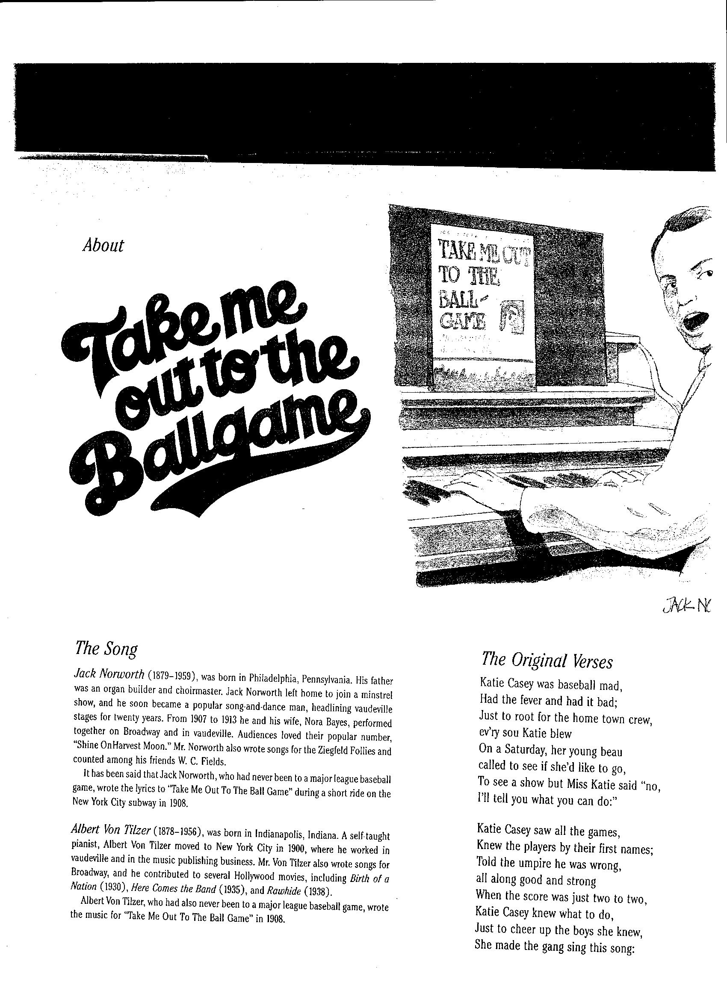 About
Take me
out to the
Ballgame
TAKE ME OUT
TO THE
BALL-
GAME
JACK
The Song
Jack Norworth (1879–1959), was born in Philadelphia, Pennsylvania. His father
was an organ builder and choirmaster. Jack Norworth left home to join a minstrel
show, and he soon became a popular song-and-dance man, headlining vaudeville
stages for twenty years. From 1907 to 1913 he and his wife, Nora Bayes, performed
together on Broadway and in vaudeville. Audiences loved their popular number,
“Shine OnHarvest Moon.” Mr. Norworth also wrote songs for the Ziegfeld Follies and
counted among his friends W. C. Fields.
It has been said that Jack Norworth, who had never been to a major league baseball
game, wrote the lyrics to “Take Me Out To The Ball Game” during a short ride on the
New York City subway in 1908.
Albert Von Tilzer (1878–1956), was born in Indianapolis, Indiana. A self-taught
pianist, Albert Von Tilzer moved to New York City in 1900, where he worked in
vaudeville and in the music publishing business. Mr. Von Tilzer also wrote songs for
Broadway, and he contributed to several Hollywood movies, including Birth of a
Nation (1930), Here Comes the Band (1935), and Rawhide (1938).
Albert Von Tilzer, who had also never been to a major league baseball game, wrote
the music for “Take Me Out To The Ball Game” in 1908.
The Original Verses
Katie Casey was baseball mad,
Had the fever and had it bad;
Just to root for the home town crew,
ev’ry sou Katie blew
On a Saturday, her young beau
called to see if she’d like to go,
To see a show but Miss Katie said “no,
I’ll tell you what you can do:”
Katie Casey saw all the games,
Knew the players by their first names;
Told the umpire he was wrong,
all along good and strong
When the score was just two to two,
Katie Casey knew what to do,
Just to cheer up the boys she knew,
She made the gang sing this song: